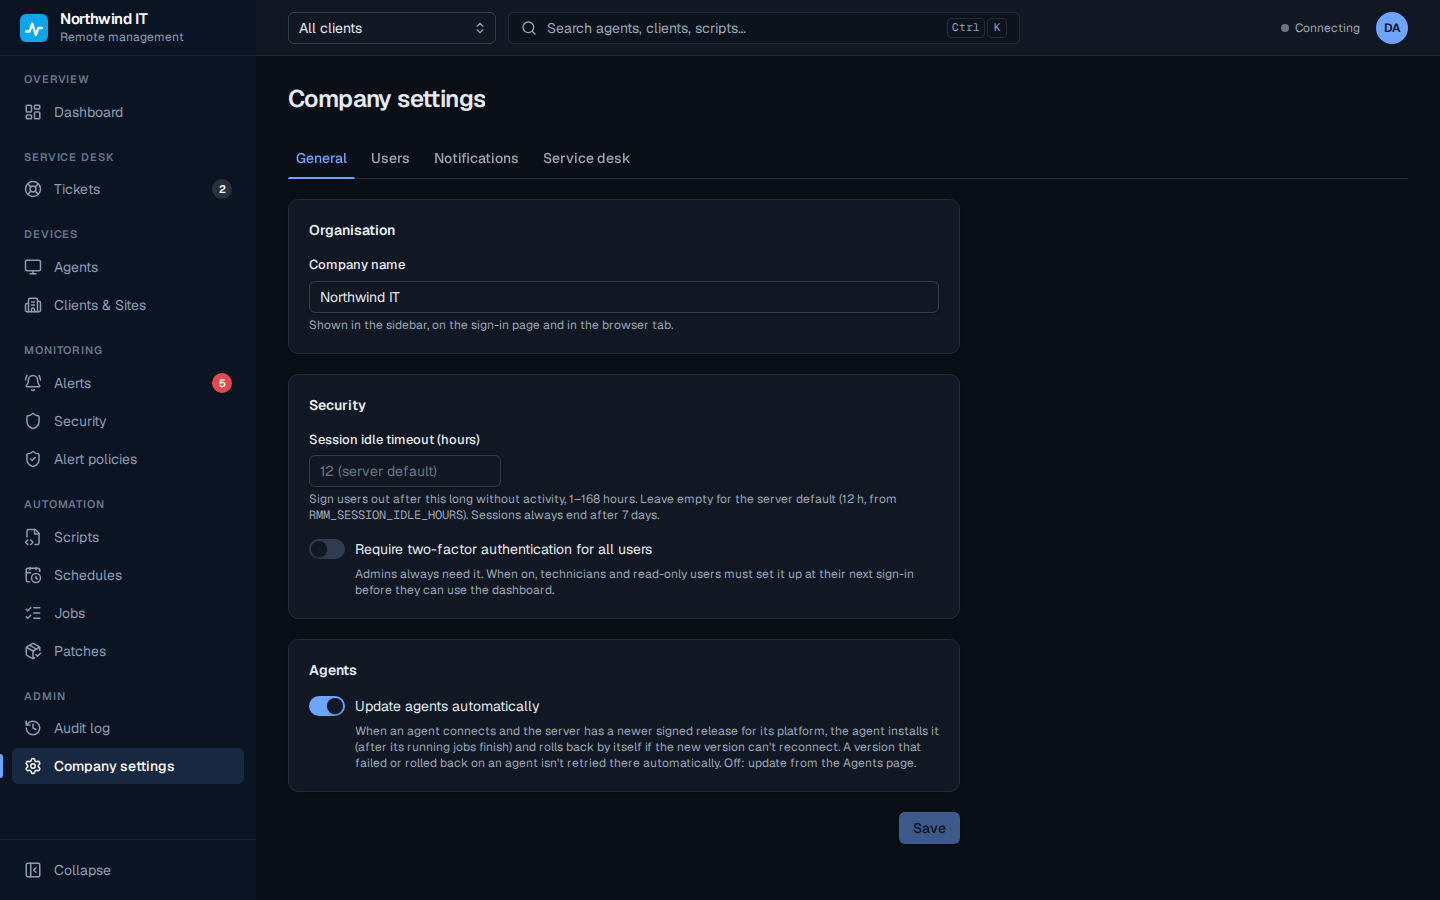 Northwind IT
Remote management
All clients
Search agents, clients, scripts...
Ctrl K
Connecting
DA
OVERVIEW
Dashboard
SERVICE DESK
Tickets 2
DEVICES
Agents
Clients & Sites
MONITORING
Alerts 5
Security
Alert policies
AUTOMATION
Scripts
Schedules
Jobs
Patches
ADMIN
Audit log
Company settings
Collapse
Company settings
General Users Notifications Service desk
Organisation
Company name
Northwind IT
Shown in the sidebar, on the sign-in page and in the browser tab.
Security
Session idle timeout (hours)
12 (server default)
Sign users out after this long without activity, 1–168 hours. Leave empty for the server default (12 h, from
RMM_SESSION_IDLE_HOURS). Sessions always end after 7 days.
Require two-factor authentication for all users
Admins always need it. When on, technicians and read-only users must set it up at their next sign-in
before they can use the dashboard.
Agents
Update agents automatically
When an agent connects and the server has a newer signed release for its platform, the agent installs it
(after its running jobs finish) and rolls back by itself if the new version can't reconnect. A version that
failed or rolled back on an agent isn't retried there automatically. Off: update from the Agents page.
Save